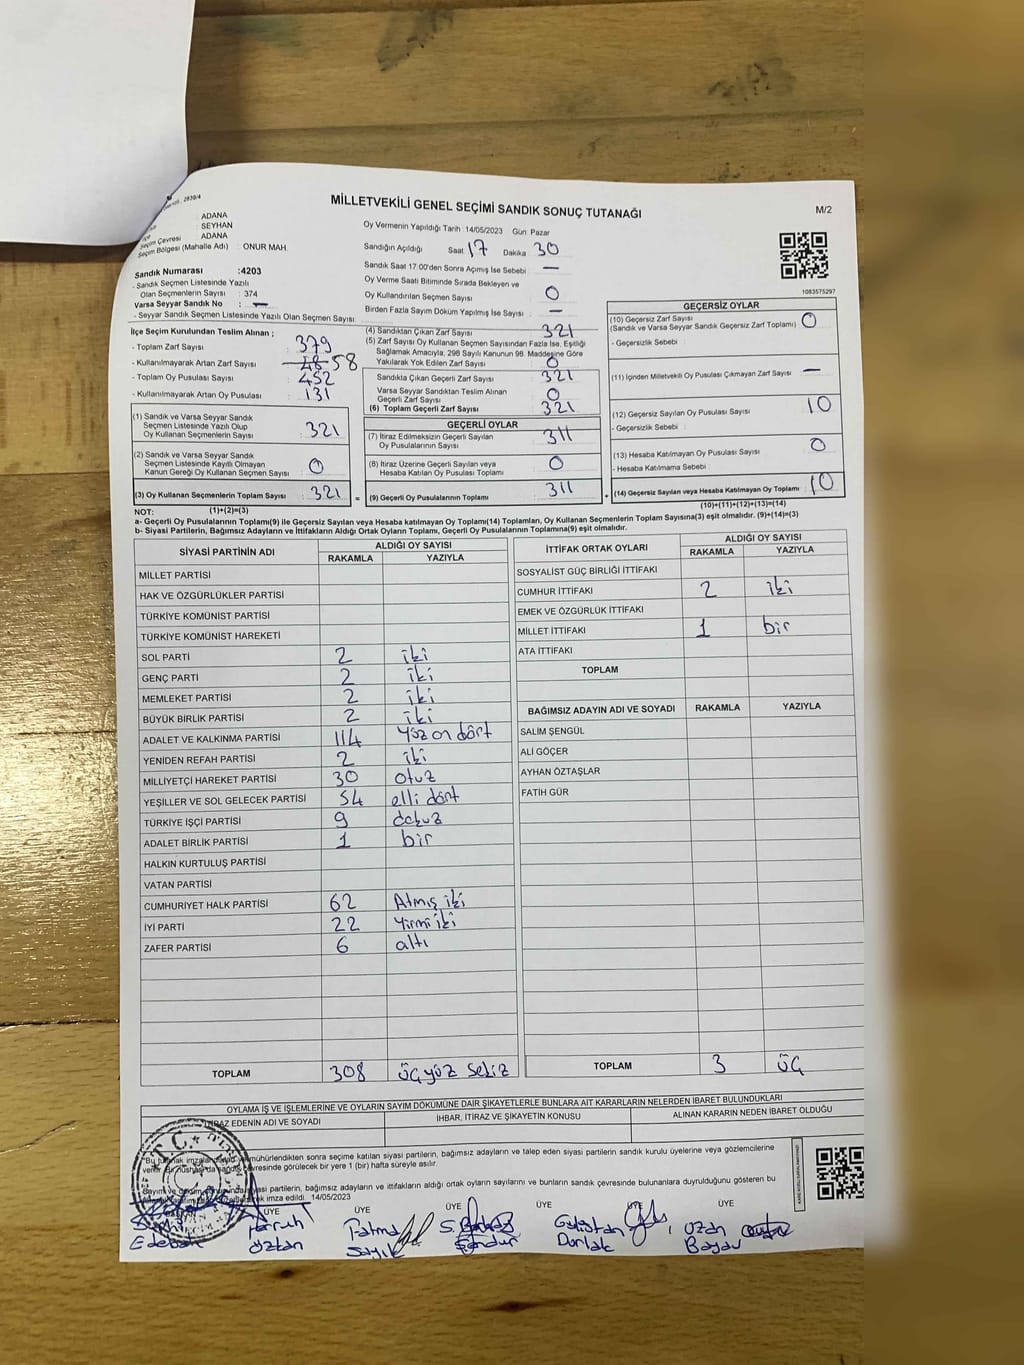 2839/4
MİLLETVEKİLİ GENEL SEÇİMİ SANDIK SONUÇ TUTANAĞI
M/2
ADANA
SEYHAN
Seçim Çevresi ADANA
Seçim Bölgesi (Mahalle Adı) ONUR MAH.
Oy Vermenin Yapıldığı Tarih :14/05/2023 Gün: Pazar
Sandığın Açıldığı Saat 17 Dakika 30
Sandık Saat 17:00'den Sonra Açılmış İse Sebebi —
Oy Verme Saati Bitiminde Sırada Bekleyen ve
Oy Kullandırılan Seçmen Sayısı 0
Birden Fazla Sayım Döküm Yapılmış İse Sayısı —
Sandık Numarası :4203
- Sandık Seçmen Listesinde Yazılı
Olan Seçmenlerin Sayısı : 374
Varsa Seyyar Sandık No : —
- Seyyar Sandık Seçmen Listesinde Yazılı Olan Seçmen Sayısı
1083575297
İlçe Seçim Kurulundan Teslim Alınan ;
- Toplam Zarf Sayısı 379
- Kullanılmayarak Artan Zarf Sayısı 58
- Toplam Oy Pusulası Sayısı 452
- Kullanılmayarak Artan Oy Pusulası 131
(1) Sandık ve Varsa Seyyar Sandık
Seçmen Listesinde Yazılı Olup
Oy Kullanan Seçmenlerin Sayısı 321
(2) Sandık ve Varsa Seyyar Sandık
Seçmen Listesinde Kayıtlı Olmayan
Kanun Gereği Oy Kullanan Seçmen Sayısı 0
(3) Oy Kullanan Seçmenlerin Toplam Sayısı 321
(4) Sandıktan Çıkan Zarf Sayısı 321
(5) Zarf Sayısı Oy Kullanan Seçmen Sayısından Fazla İse, Eşitliği
Sağlamak Amacıyla, 298 Sayılı Kanunun 98. Maddesine Göre
Yakılarak Yok Edilen Zarf Sayısı 0
Sandıkta Çıkan Geçerli Zarf Sayısı 321
Varsa Seyyar Sandıktan Teslim Alınan
Geçerli Zarf Sayısı 0
(6) Toplam Geçerli Zarf Sayısı 321
GEÇERLİ OYLAR
(7) İtiraz Edilmeksizin Geçerli Sayılan
Oy Pusulalarının Sayısı 311
(8) İtiraz Üzerine Geçerli Sayılan veya
Hesaba Katılan Oy Pusulası Toplamı 0
= (9) Geçerli Oy Pusulalarının Toplamı 311
GEÇERSİZ OYLAR
(10) Geçersiz Zarf Sayısı
(Sandık ve Varsa Seyyar Sandık Geçersiz Zarf Toplamı) 0
- Geçersizlik Sebebi :
(11) İçinden Milletvekili Oy Pusulası Çıkmayan Zarf Sayısı —
(12) Geçersiz Sayılan Oy Pusulası Sayısı 10
- Geçersizlik Sebebi :
(13) Hesaba Katılmayan Oy Pusulası Sayısı 0
- Hesaba Katılmama Sebebi :
+ (14) Geçersiz Sayılan veya Hesaba Katılmayan Oy Toplamı 10
(10)+(11)+(12)+(13)=(14)
NOT: (1)+(2)=(3)
a- Geçerli Oy Pusulalarının Toplamı(9) ile Geçersiz Sayılan veya Hesaba katılmayan Oy Toplamı(14) Toplamları, Oy Kullanan Seçmenlerin Toplam Sayısına(3) eşit olmalıdır. (9)+(14)=(3)
b- Siyasi Partilerin, Bağımsız Adayların ve İttifakların Aldığı Ortak Oyların Toplamı, Geçerli Oy Pusulalarının Toplamına(9) eşit olmalıdır.
SİYASİ PARTİNİN ADI ALDIĞI OY SAYISI
RAKAMLA YAZIYLA
MİLLET PARTİSİ
HAK VE ÖZGÜRLÜKLER PARTİSİ
TÜRKİYE KOMÜNİST PARTİSİ
TÜRKİYE KOMÜNİST HAREKETİ
SOL PARTİ 2 iki
GENÇ PARTİ 2 iki
MEMLEKET PARTİSİ 2 iki
BÜYÜK BİRLİK PARTİSİ 2 iki
ADALET VE KALKINMA PARTİSİ 114 Yüz on dört
YENİDEN REFAH PARTİSİ 2 iki
MİLLİYETÇİ HAREKET PARTİSİ 30 otuz
YEŞİLLER VE SOL GELECEK PARTİSİ 54 elli dört
TÜRKİYE İŞÇİ PARTİSİ 9 dokuz
ADALET BİRLİK PARTİSİ 1 bir
HALKIN KURTULUŞ PARTİSİ
VATAN PARTİSİ
CUMHURİYET HALK PARTİSİ 62 Atmış iki
İYİ PARTİ 22 Yirmi iki
ZAFER PARTİSİ 6 altı
TOPLAM 308 üçyüz sekiz
İTTİFAK ORTAK OYLARI ALDIĞI OY SAYISI
RAKAMLA YAZIYLA
SOSYALİST GÜÇ BİRLİĞİ İTTİFAKI
CUMHUR İTTİFAKI 2 iki
EMEK VE ÖZGÜRLÜK İTTİFAKI
MİLLET İTTİFAKI 1 bir
ATA İTTİFAKI
TOPLAM
BAĞIMSIZ ADAYIN ADI VE SOYADI RAKAMLA YAZIYLA
SALİM ŞENGÜL
ALİ GÖÇER
AYHAN ÖZTAŞLAR
FATİH GÜR
TOPLAM 3 üç
OYLAMA İŞ VE İŞLEMLERİNE VE OYLARIN SAYIM DÖKÜMÜNE DAİR ŞİKAYETLERLE BUNLARA AİT KARARLARIN NELERDEN İBARET BULUNDUKLARI
İTİRAZ EDENİN ADI VE SOYADI İHBAR, İTİRAZ VE ŞİKAYETİN KONUSU ALINAN KARARIN NEDEN İBARET OLDUĞU
mühürlendikten sonra seçime katılan siyasi partilerin, bağımsız adayların ve talep eden siyasi partilerin sandık kurulu üyelerine veya gözlemcilerine
çevresinde görülecek bir yere 1 (bir) hafta süreyle asılır.
siyasi partilerin, bağımsız adayların ve ittifakların aldığı ortak oyların sayılarını ve bunların sandık çevresinde bulunanlara duyrulduğunu gösteren bu
imza edildi. 14/05/2023
T.C.
ÜYE ÜYE ÜYE ÜYE ÜYE ÜYE
Fatma Gülistan Ozan
Özkan Dorlak